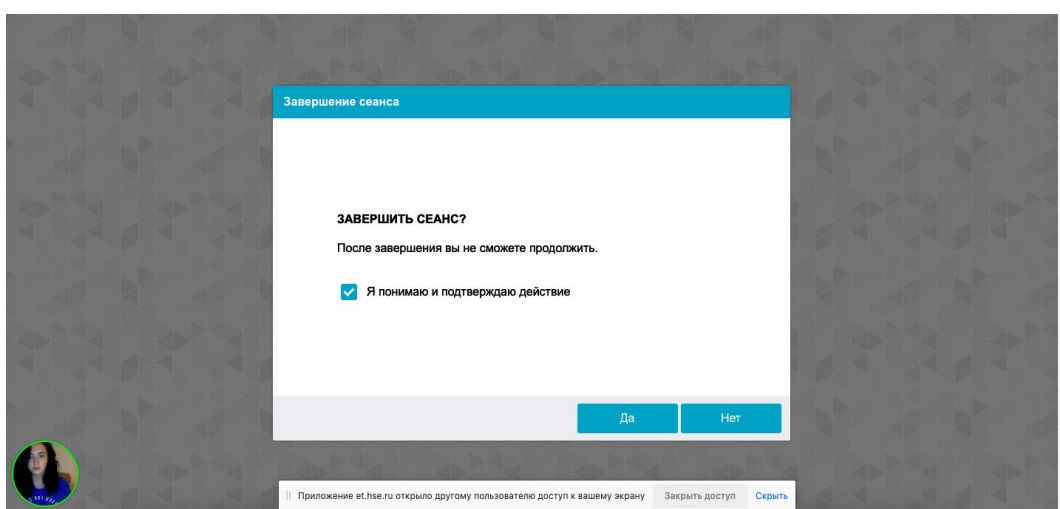 Завершение сеанса
ЗАВЕРШИТЬ СЕАНС?
После завершения вы не сможете продолжить.
Я понимаю и подтверждаю действие
Да Нет
Приложение et.hse.ru открыло другому пользователю доступ к вашему экрану Закрыть доступ Скрыть